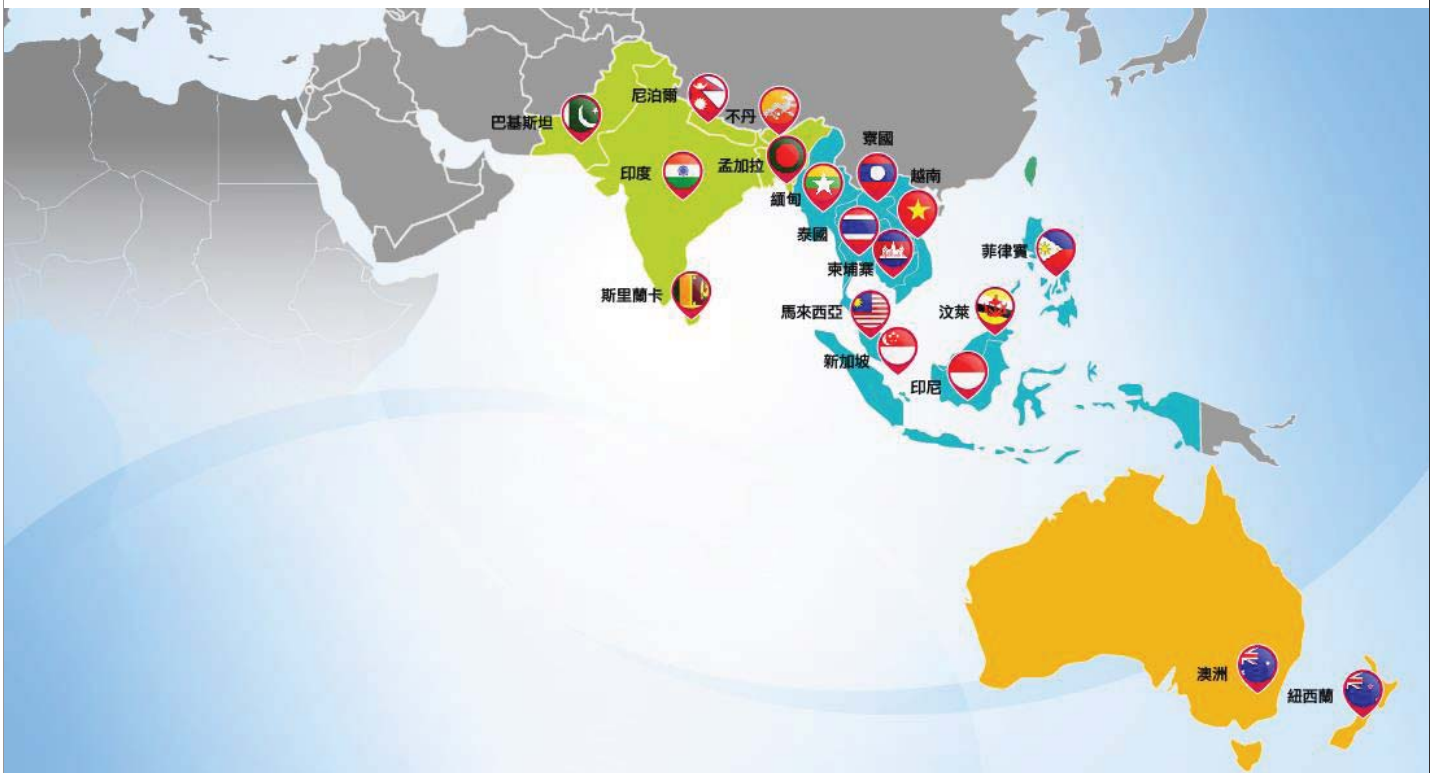 尼泊爾
不丹
巴基斯坦
寮國
孟加拉
印度
越南
緬甸
泰國
菲律賓
柬埔寨
斯里蘭卡
馬來西亞
汶萊
新加坡
印尼
澳洲
紐西蘭